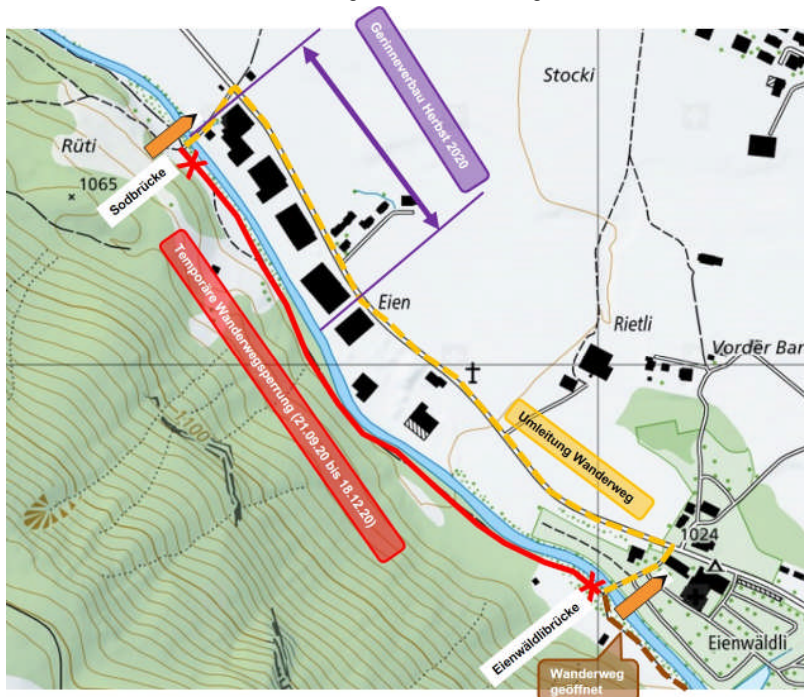 Gerinneverbau Herbst 2020
Stocki
Rüti
1065
Sodbrücke
Temporäre Wanderwegsperrung (21.09.20 bis 18.12.20)
Eien
Rietli
Vorder Bar
1100
Umleitung Wanderweg
1024
Eienwäldlibrücke
Eienwäldli
Wanderweg
geöffnet